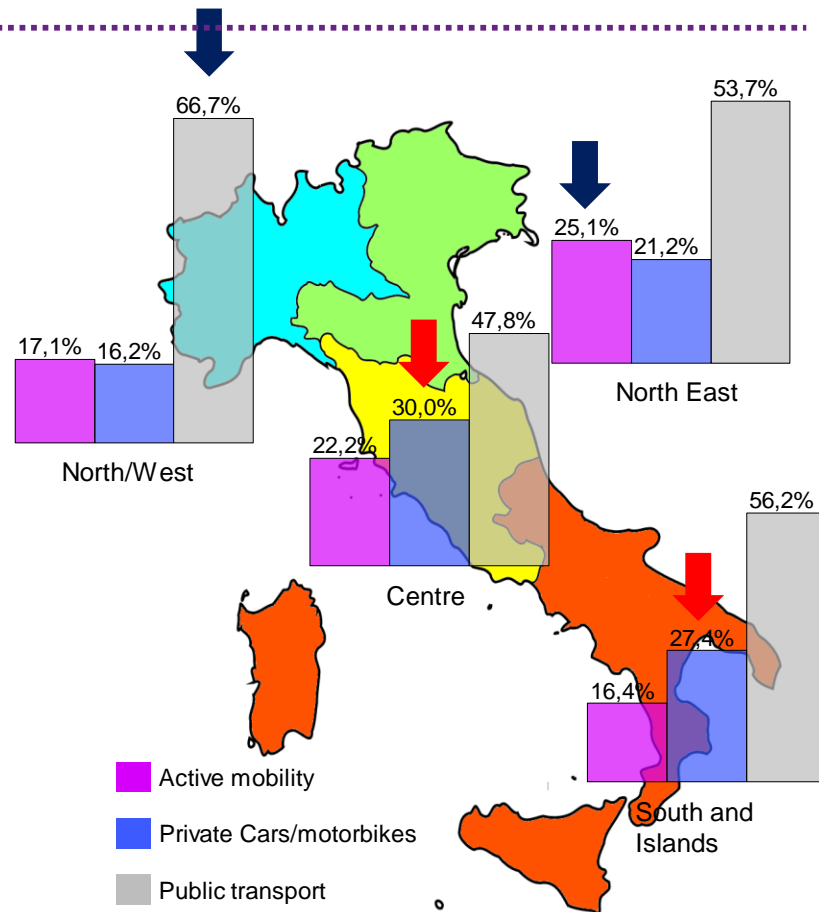 66,7%
53,7%
25,1%
21,2%
47,8%
17,1%
16,2%
North East
30,0%
22,2%
North/West
56,2%
Centre
27,4%
16,4%
Active mobility
South and
Islands
Private Cars/motorbikes
Public transport